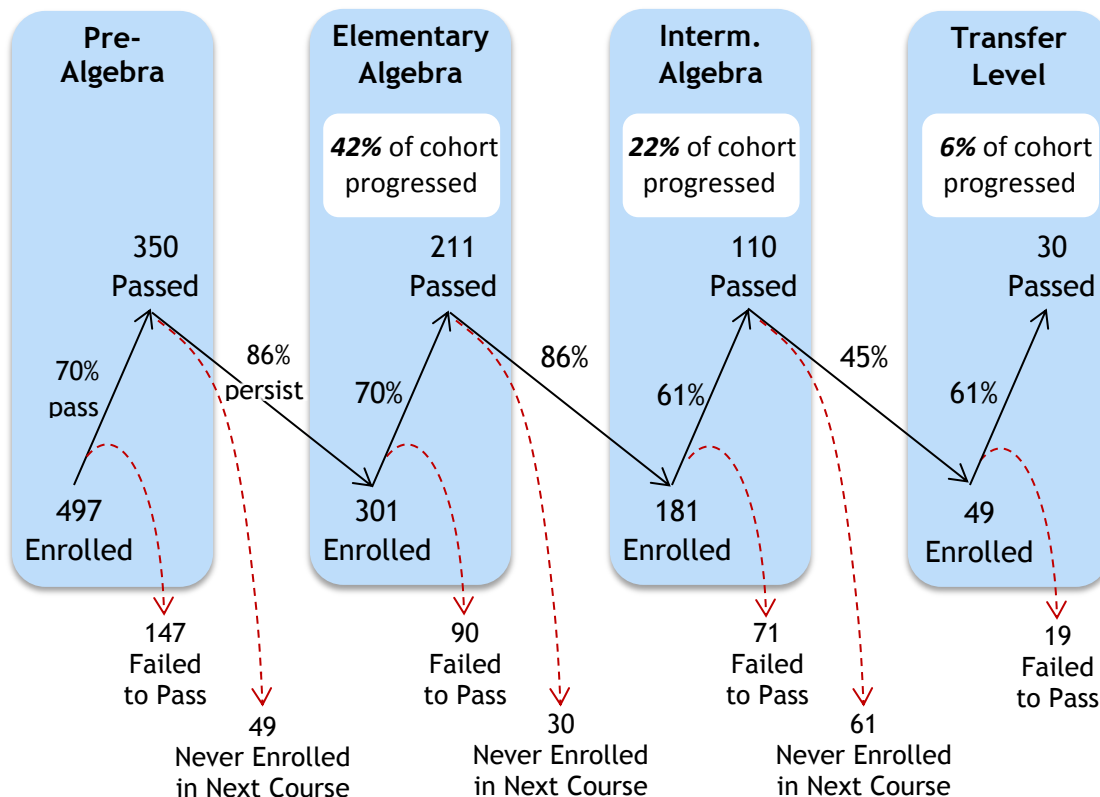 Pre-
Algebra
Elementary
Algebra
42% of cohort
progressed
Interm.
Algebra
22% of cohort
progressed
Transfer
Level
6% of cohort
progressed
350
Passed
211
Passed
110
Passed
30
Passed
70%
pass
86%
persist
70%
86%
61%
45%
61%
497
Enrolled
301
Enrolled
181
Enrolled
49
Enrolled
147
Failed
to Pass
90
Failed
to Pass
71
Failed
to Pass
19
Failed
to Pass
49
Never Enrolled
in Next Course
30
Never Enrolled
in Next Course
61
Never Enrolled
in Next Course